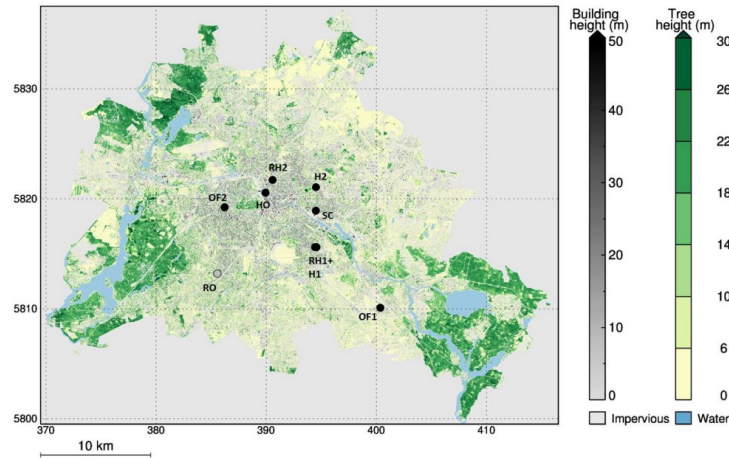 Building
height (m)
Tree
height (m)
50
40
30
20
10
0
30
26
22
18
14
10
6
0
5830
5820
5810
5800
370
380
390
400
410
RH2
H2
OF2
HO
SC
RH1+
H1
RO
OF1
Impervious
Water
10 km